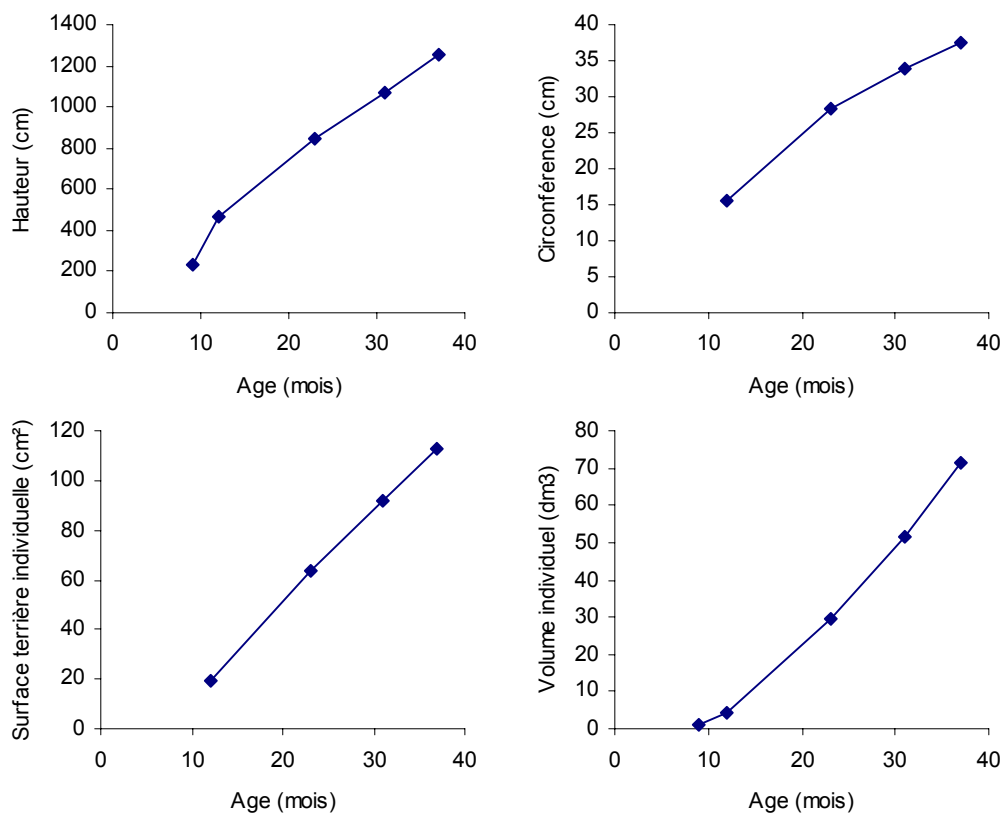 Hauteur (cm)
1400
1200
1000
800
600
400
200
0
0 10 20 30 40
Age (mois)
Circonférence (cm)
40
35
30
25
20
15
10
5
0
0 10 20 30 40
Age (mois)
Surface terrière individuelle (cm²)
120
100
80
60
40
20
0
0 10 20 30 40
Age (mois)
Volume individuel (dm3)
80
70
60
50
40
30
20
10
0
0 10 20 30 40
Age (mois)